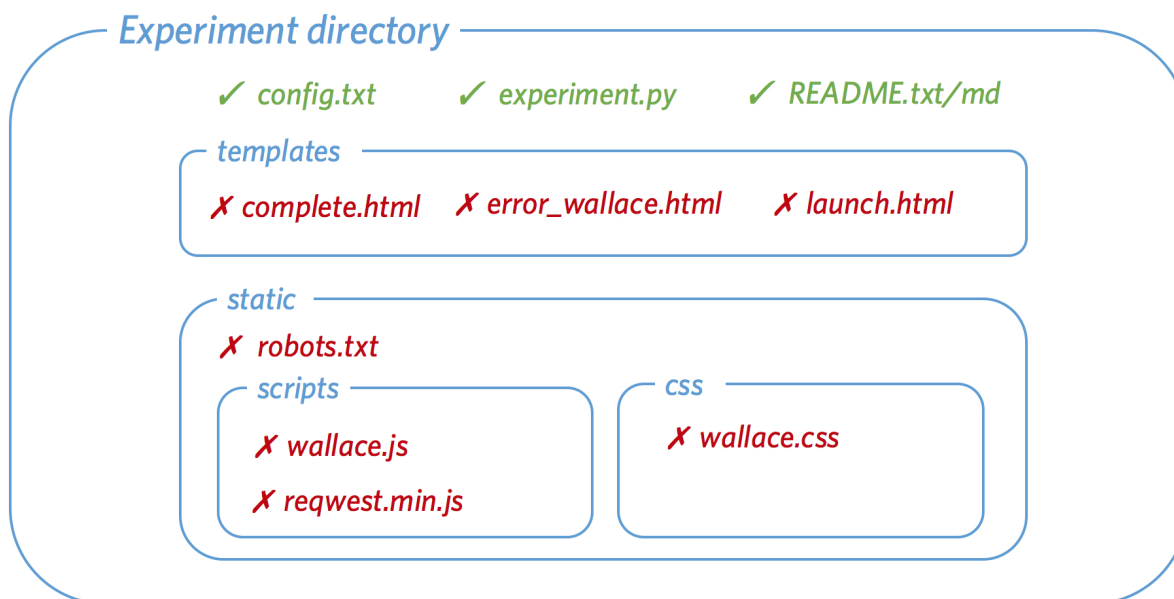 Experiment directory
✓ config.txt ✓ experiment.py ✓ README.txt/md
templates
✗ complete.html ✗ error_wallace.html ✗ launch.html
static
✗ robots.txt
scripts css
✗ wallace.js ✗ wallace.css
✗ reqwest.min.js